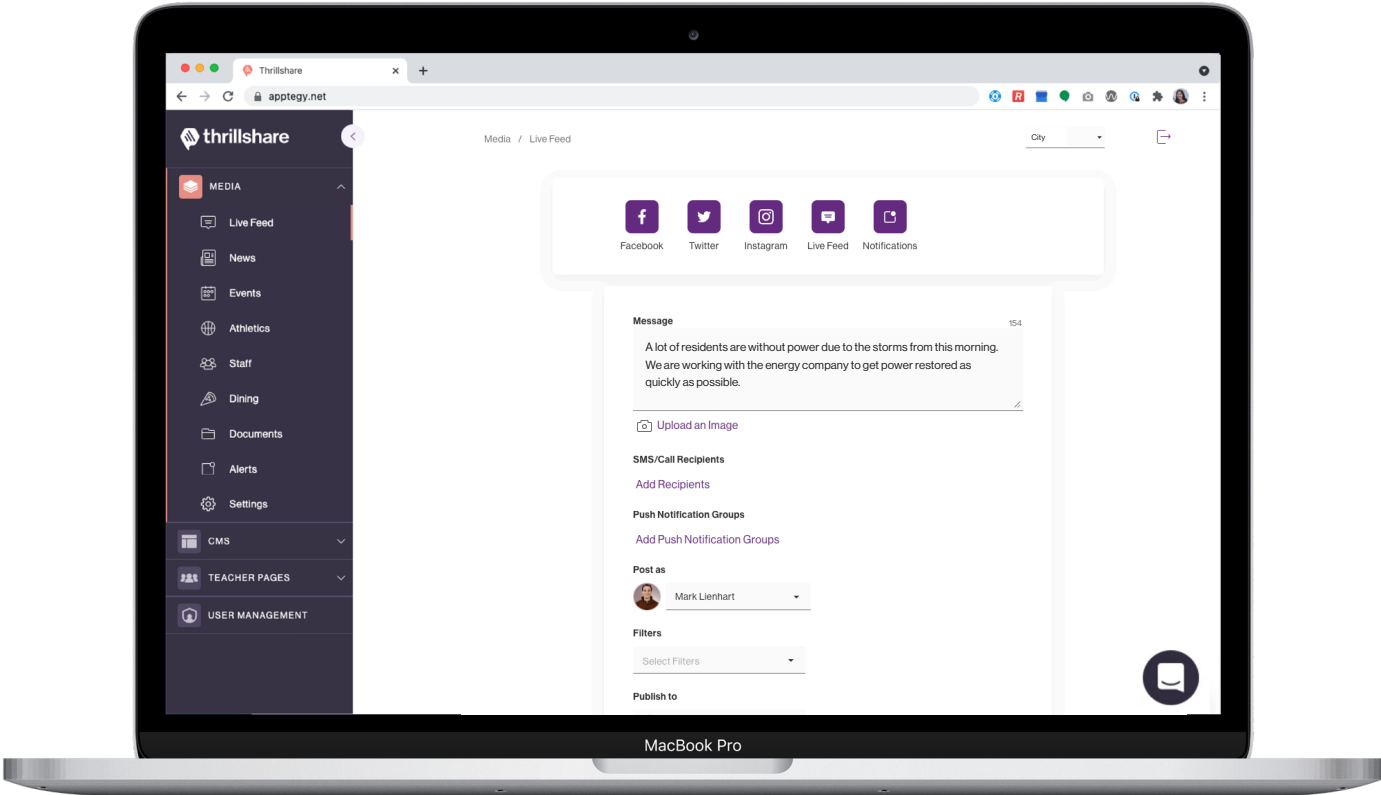 Thrillshare
apptegy.net
thrillshare
Media / Live Feed
City
MEDIA
Live Feed
News
Events
Athletics
Staff
Dining
Documents
Alerts
Settings
CMS
TEACHER PAGES
USER MANAGEMENT
Facebook
Twitter
Instagram
Live Feed
Notifications
Message
154
A lot of residents are without power due to the storms from this morning.
We are working with the energy company to get power restored as
quickly as possible.
Upload an Image
SMS/Call Recipients
Add Recipients
Push Notification Groups
Add Push Notification Groups
Post as
Mark Lienhart
Filters
Select Filters
Publish to
MacBook Pro